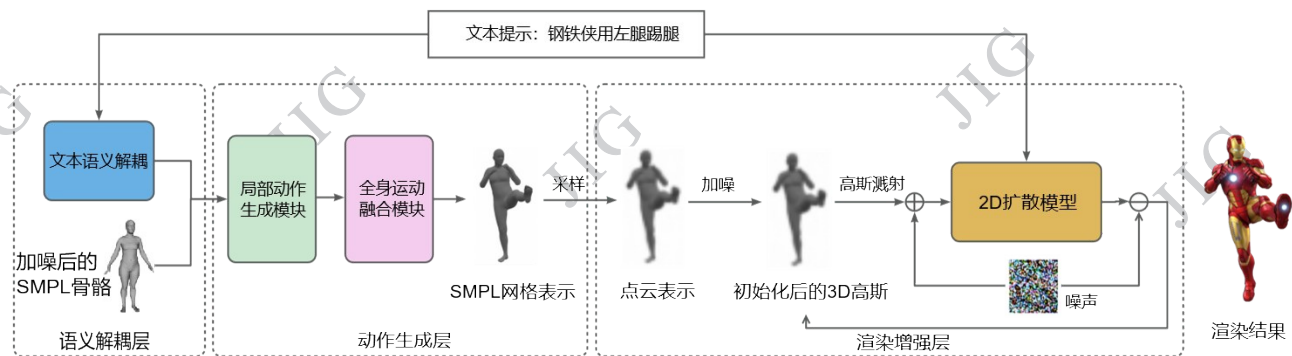 文本提示：钢铁侠用左腿踢腿
JIG
JIG
JIG
JIG
JIG
文本语义解耦
加噪后的
SMPL骨骼
语义解耦层
局部动作
生成模块
全身运动
融合模块
SMPL网格表示
动作生成层
采样
点云表示
加噪
初始化后的3D高斯
高斯溅射
2D扩散模型
噪声
渲染增强层
渲染结果